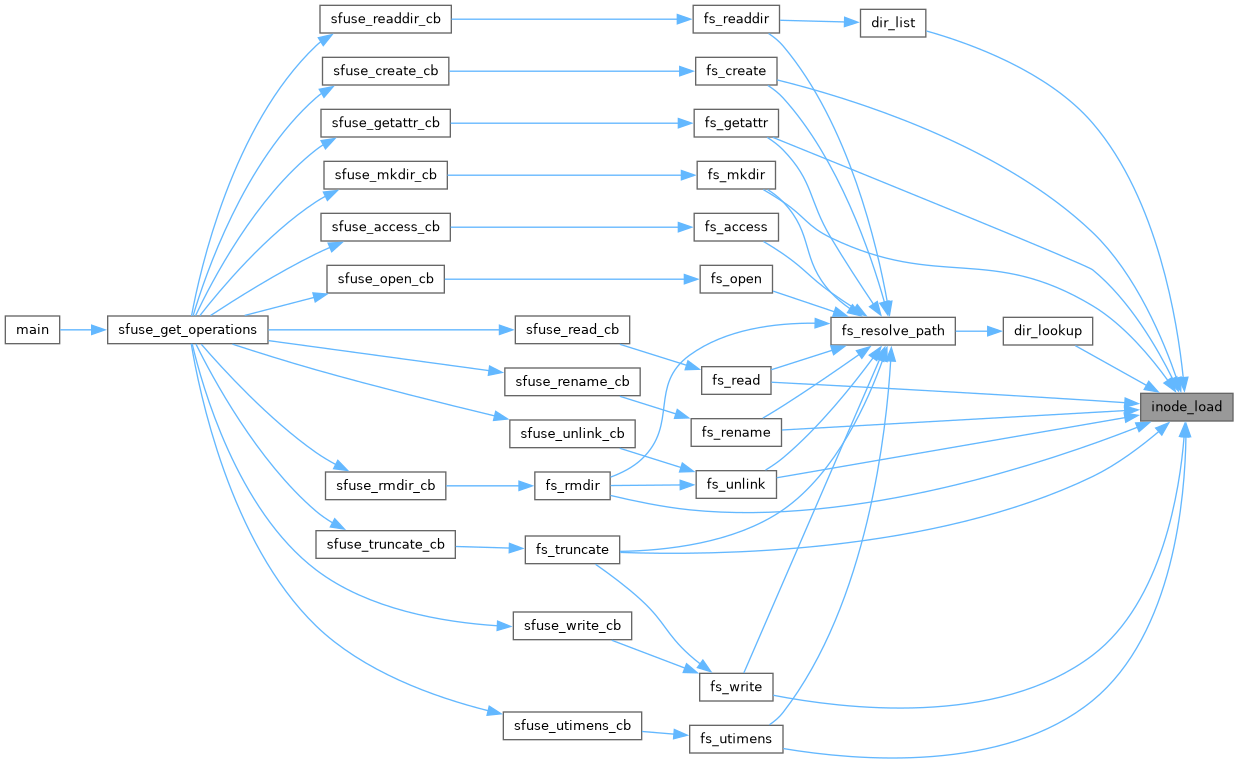 sfuse_readdir_cb
fs_readdir
dir_list
sfuse_create_cb
fs_create
sfuse_getattr_cb
fs_getattr
sfuse_mkdir_cb
fs_mkdir
sfuse_access_cb
fs_access
sfuse_open_cb
fs_open
main
sfuse_get_operations
sfuse_read_cb
fs_resolve_path
dir_lookup
sfuse_rename_cb
fs_read
inode_load
sfuse_unlink_cb
fs_rename
sfuse_rmdir_cb
fs_rmdir
fs_unlink
sfuse_truncate_cb
fs_truncate
sfuse_write_cb
fs_write
sfuse_utimens_cb
fs_utimens